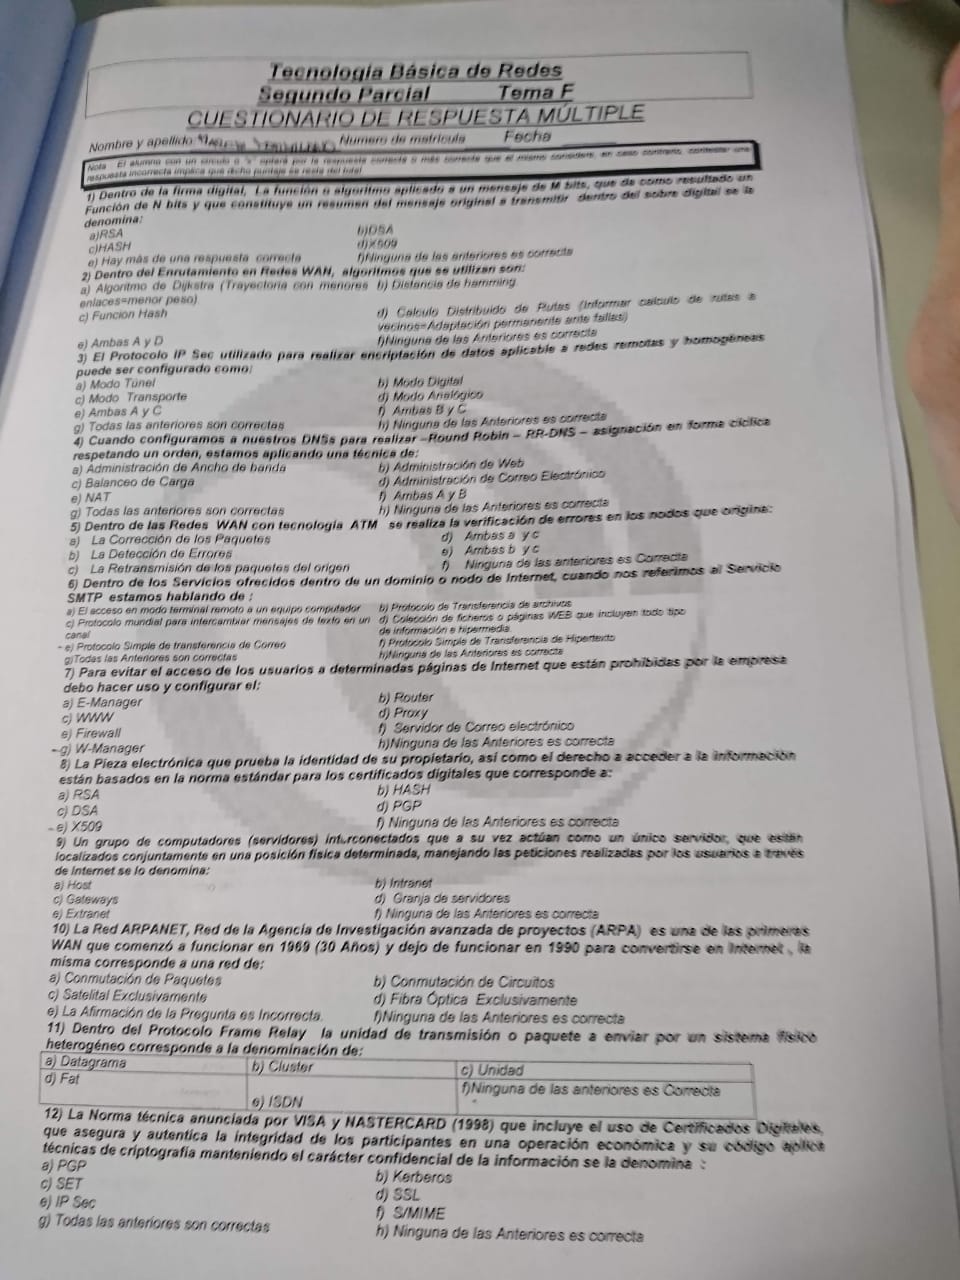 Tecnología Básica de Redes
Segundo Parcial Tema F
CUESTIONARIO DE RESPUESTA MÚLTIPLE
Nombre y apellido Numero de matricula Fecha
Nota : El alumno con un circulo o "x" optará por la respuesta correcta o más correcta que el mismo considere, en caso contrario, contestar una
respuesta incorrecta implica que dicho puntaje se resta del total
1) Dentro de la firma digital, La función o algoritmo aplicado a un mensaje de M bits, que da como resultado un
Función de N bits y que constituye un resumen del mensaje original a transmitir dentro del sobre digital se la
denomina:
a)RSA b)DSA
c)HASH d)X509
e) Hay más de una respuesta correcta f)Ninguna de las anteriores es correcta
2) Dentro del Enrutamiento en Redes WAN, algoritmos que se utilizan son:
a) Algoritmo de Dijkstra (Trayectoria con menores b) Distancia de hamming
enlaces=menor peso)
c) Funcion Hash d) Calculo Distribuido de Rutas (Informar calculo de rutas a
vecinos=Adaptación permanente ante fallas)
e) Ambas A y D f)Ninguna de las Anteriores es correcta
3) El Protocolo IP Sec utilizado para realizar encriptación de datos aplicable a redes remotas y homogéneas
puede ser configurado como:
a) Modo Túnel b) Modo Digital
c) Modo Transporte d) Modo Analógico
e) Ambas A y C f) Ambas B y C
g) Todas las anteriores son correctas h) Ninguna de las Anteriores es correcta
4) Cuando configuramos a nuestros DNSs para realizar –Round Robin – RR-DNS – asignación en forma cíclica
respetando un orden, estamos aplicando una técnica de:
a) Administración de Ancho de banda b) Administración de Web
c) Balanceo de Carga d) Administración de Correo Electrónico
e) NAT f) Ambas A y B
g) Todas las anteriores son correctas h) Ninguna de las Anteriores es correcta
5) Dentro de las Redes WAN con tecnologia ATM se realiza la verificación de errores en los nodos que origina:
a) La Corrección de los Paquetes d) Ambas a y c
b) La Detección de Errores e) Ambas b y c
c) La Retransmisión de los paquetes del origen f) Ninguna de las anteriores es Correcta
6) Dentro de los Servicios ofrecidos dentro de un dominio o nodo de Internet, cuando nos referimos al Servicio
SMTP estamos hablando de :
a) El acceso en modo terminal remoto a un equipo computador b) Protocolo de Transferencia de archivos
c) Protocolo mundial para intercambiar mensajes de texto en un d) Colección de ficheros o páginas WEB que incluyen todo tipo
canal de información e hipermedia.
e) Protocolo Simple de transferencia de Correo f) Protocolo Simple de Transferencia de Hipertexto
g)Todas las Anteriores son correctas h)Ninguna de las Anteriores es correcta
7) Para evitar el acceso de los usuarios a determinadas páginas de Internet que están prohibidas por la empresa
debo hacer uso y configurar el:
a) E-Manager b) Router
c) WWW d) Proxy
e) Firewall f) Servidor de Correo electrónico
g) W-Manager h)Ninguna de las Anteriores es correcta
8) La Pieza electrónica que prueba la identidad de su propietario, así como el derecho a acceder a la información
están basados en la norma estándar para los certificados digitales que corresponde a:
a) RSA b) HASH
c) DSA d) PGP
e) X509 f) Ninguna de las Anteriores es correcta
9) Un grupo de computadores (servidores) interconectados que a su vez actúan como un único servidor, que están
localizados conjuntamente en una posición física determinada, manejando las peticiones realizadas por los usuarios a través
de Internet se lo denomina:
a) Host b) Intranet
c) Gateways d) Granja de servidores
e) Extranet f) Ninguna de las Anteriores es correcta
10) La Red ARPANET, Red de la Agencia de Investigación avanzada de proyectos (ARPA) es una de las primeras
WAN que comenzó a funcionar en 1969 (30 Años) y dejo de funcionar en 1990 para convertirse en Internet , la
misma corresponde a una red de:
a) Conmutación de Paquetes b) Conmutación de Circuitos
c) Satelital Exclusivamente d) Fibra Óptica Exclusivamente
e) La Afirmación de la Pregunta es Incorrecta. f)Ninguna de las Anteriores es correcta
11) Dentro del Protocolo Frame Relay la unidad de transmisión o paquete a enviar por un sistema físico
heterogéneo corresponde a la denominación de:
a) Datagrama b) Cluster c) Unidad
d) Fat e) ISDN f)Ninguna de las anteriores es Correcta
12) La Norma técnica anunciada por VISA y NASTERCARD (1998) que incluye el uso de Certificados Digitales,
que asegura y autentica la integridad de los participantes en una operación económica y su código aplica
técnicas de criptografía manteniendo el carácter confidencial de la información se la denomina :
a) PGP b) Kerberos
c) SET d) SSL
e) IP Sec f) S/MIME
g) Todas las anteriores son correctas h) Ninguna de las Anteriores es correcta